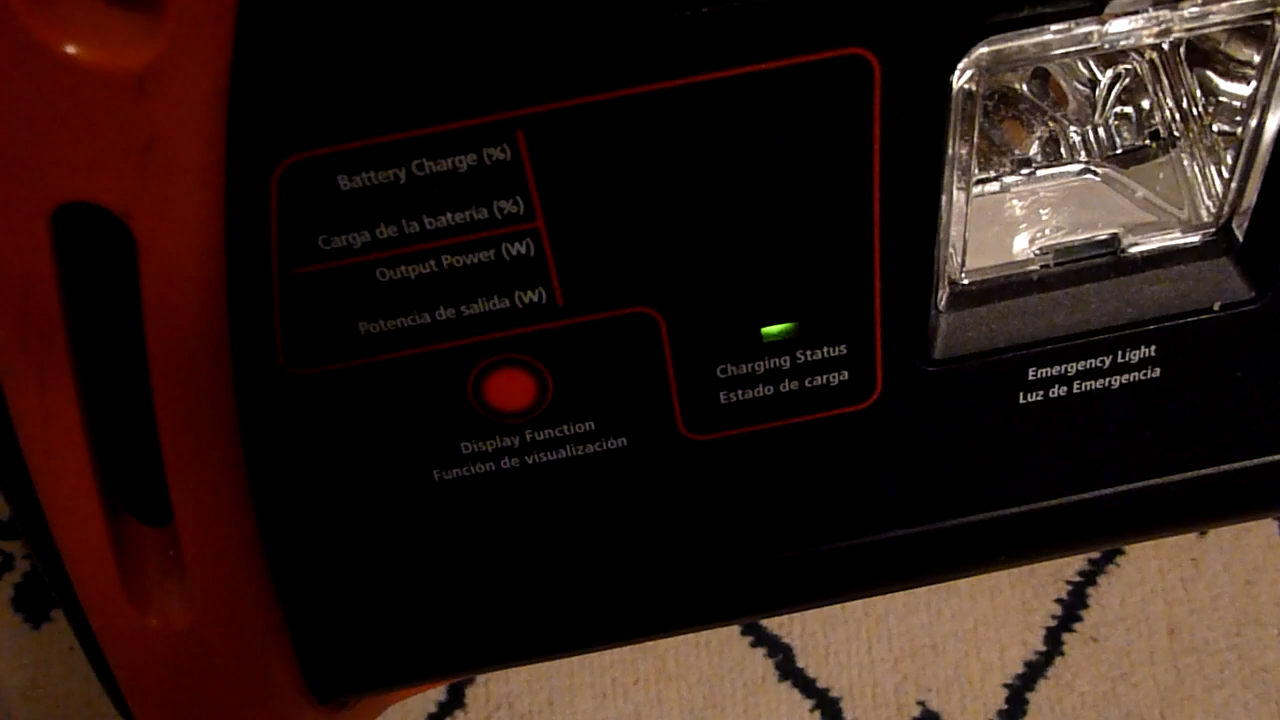 Battery Charge (%)
Carga de la batería (%)
Output Power (W)
Potencia de salida (W)
Display Function
Función de visualización
Charging Status
Estado de carga
Emergency Light
Luz de Emergencia